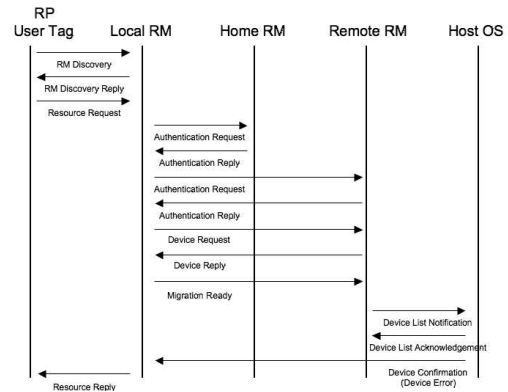 RP
User Tag
Local RM
Home RM
Remote RM
Host OS
RM Discovery
RM Discovery Reply
Resource Request
Authentication Request
Authentication Reply
Authentication Request
Authentication Reply
Device Request
Device Reply
Migration Ready
Device List Notification
Device List Acknowledgement
Device Confirmation
(Device Error)
Resource Reply